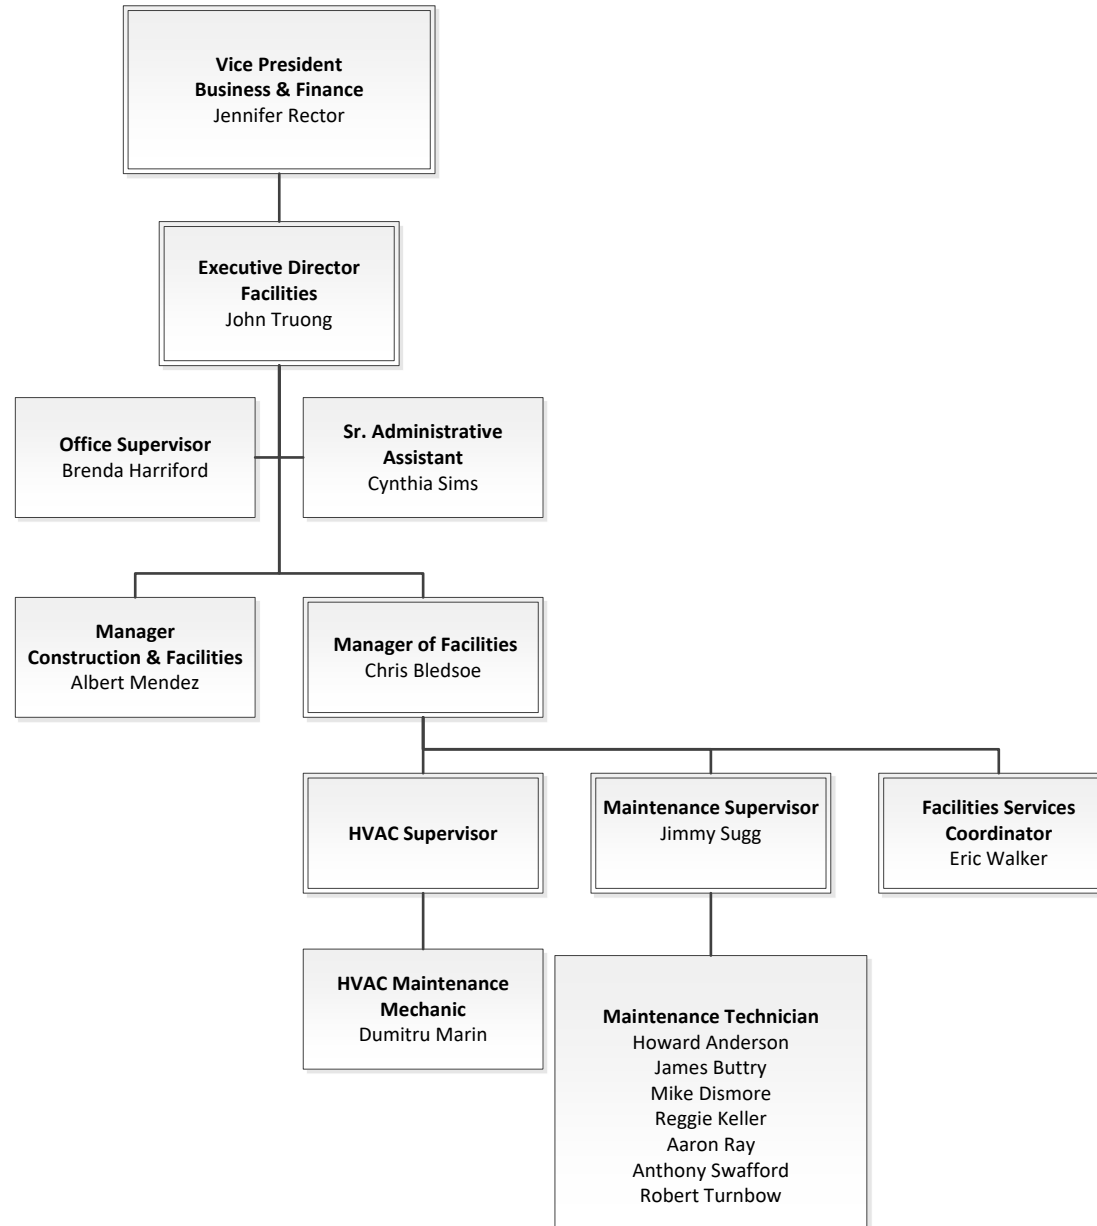 Vice President
Business & Finance
Jennifer Rector
Executive Director
Facilities
John Truong
Office Supervisor
Brenda Harriford
Sr. Administrative
Assistant
Cynthia Sims
Manager
Construction & Facilities
Albert Mendez
Manager of Facilities
Chris Bledsoe
HVAC Supervisor
Maintenance Supervisor
Jimmy Sugg
Facilities Services
Coordinator
Eric Walker
HVAC Maintenance
Mechanic
Dumitru Marin
Maintenance Technician
Howard Anderson
James Buttry
Mike Dismore
Reggie Keller
Aaron Ray
Anthony Swafford
Robert Turnbow